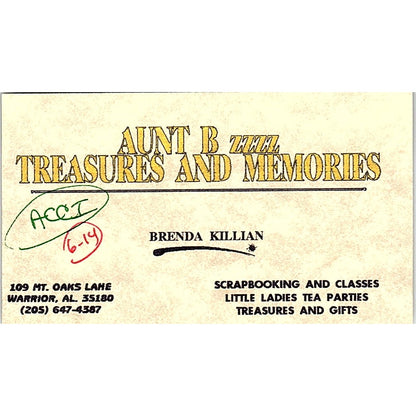 AUNT B ZZZZ
TREASURES AND MEMORIES
ACCI
6-14
BRENDA KILLIAN
109 MT. OAKS LAKE
WARRIOR, AL. 35180
(205) 647-4387
SCRAPBOOKING AND CLASSES
LITTLE LADIES TEA PARTIES
TREASURES AND GIFTS